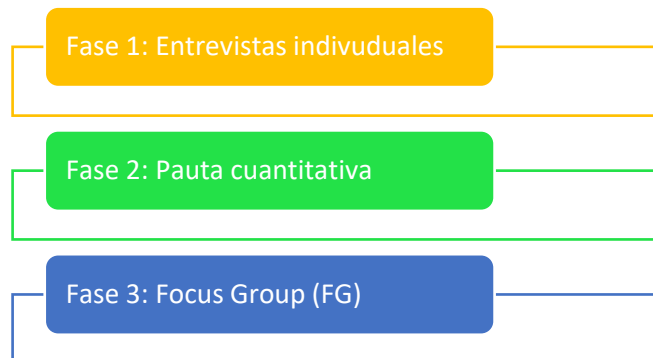 Fase 1: Entrevistas indivuduales
Fase 2: Pauta cuantitativa
Fase 3: Focus Group (FG)